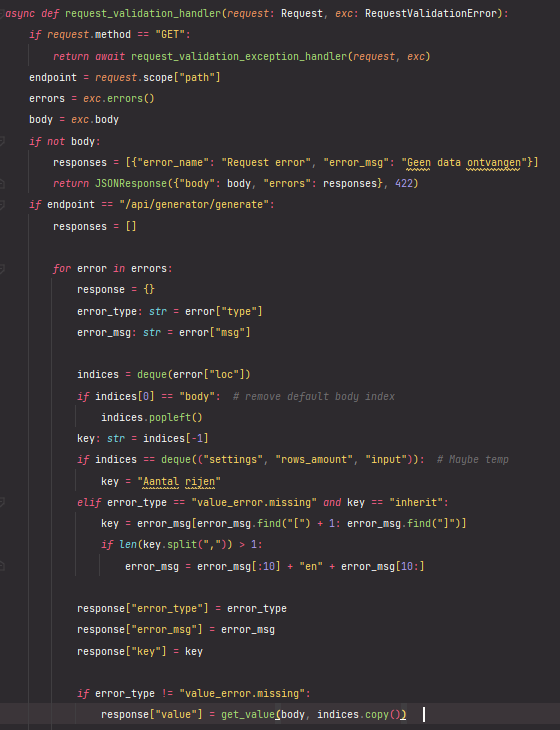 async def request_validation_handler(request: Request, exc: RequestValidationError):
    if request.method == "GET":
        return await request_validation_exception_handler(request, exc)
    endpoint = request.scope["path"]
    errors = exc.errors()
    body = exc.body
    if not body:
        responses = [{"error_name": "Request error", "error_msg": "Geen data ontvangen"}]
        return JSONResponse({"body": body, "errors": responses}, 422)
    if endpoint == "/api/generator/generate":
        responses = []
        for error in errors:
            response = {}
            error_type: str = error["type"]
            error_msg: str = error["msg"]
            indices = deque(error["loc"])
            if indices[0] == "body":  # remove default body index
                indices.popleft()
            key: str = indices[-1]
            if indices == deque(("settings", "rows_amount", "input")):  # Maybe temp
                key = "Aantal rijen"
            elif error_type == "value_error.missing" and key == "inherit":
                key = error_msg[error_msg.find("[") + 1: error_msg.find("]")]
                if len(key.split(",")) > 1:
                    error_msg = error_msg[:10] + "en" + error_msg[10:]
            response["error_type"] = error_type
            response["error_msg"] = error_msg
            response["key"] = key
            if error_type != "value_error.missing":
                response["value"] = get_value(body, indices.copy())